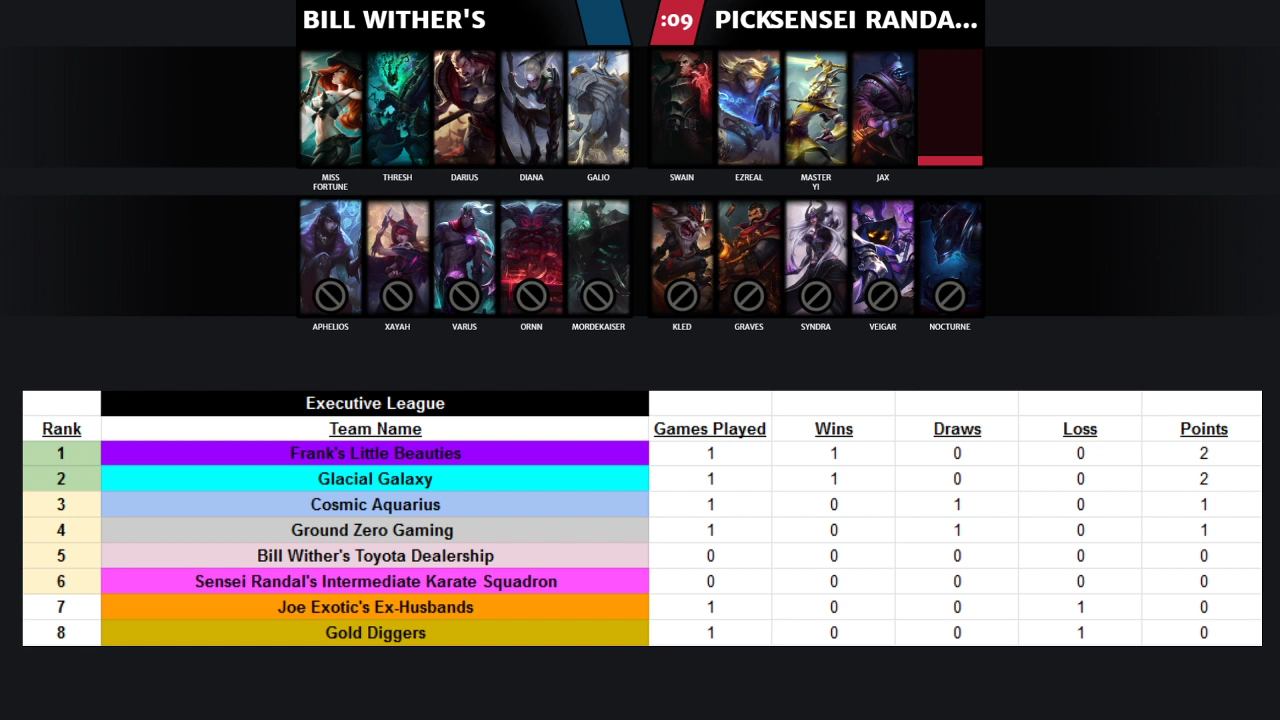 BILL WITHER'S :09 PICKSENSEI RANDA...
MISS FORTUNE THRESH DARIUS DIANA GALIO SWAIN EZREAL MASTER YI JAX
APHELIOS XAYAH VARUS ORNN MORDEKAISER KLED GRAVES SYNDRA VEIGAR NOCTURNE
Executive League
Rank Team Name Games Played Wins Draws Loss Points
1 Frank's Little Beauties 1 1 0 0 2
2 Glacial Galaxy 1 1 0 0 2
3 Cosmic Aquarius 1 0 1 0 1
4 Ground Zero Gaming 1 0 1 0 1
5 Bill Wither's Toyota Dealership 0 0 0 0 0
6 Sensei Randal's Intermediate Karate Squadron 0 0 0 0 0
7 Joe Exotic's Ex-Husbands 1 0 0 1 0
8 Gold Diggers 1 0 0 1 0